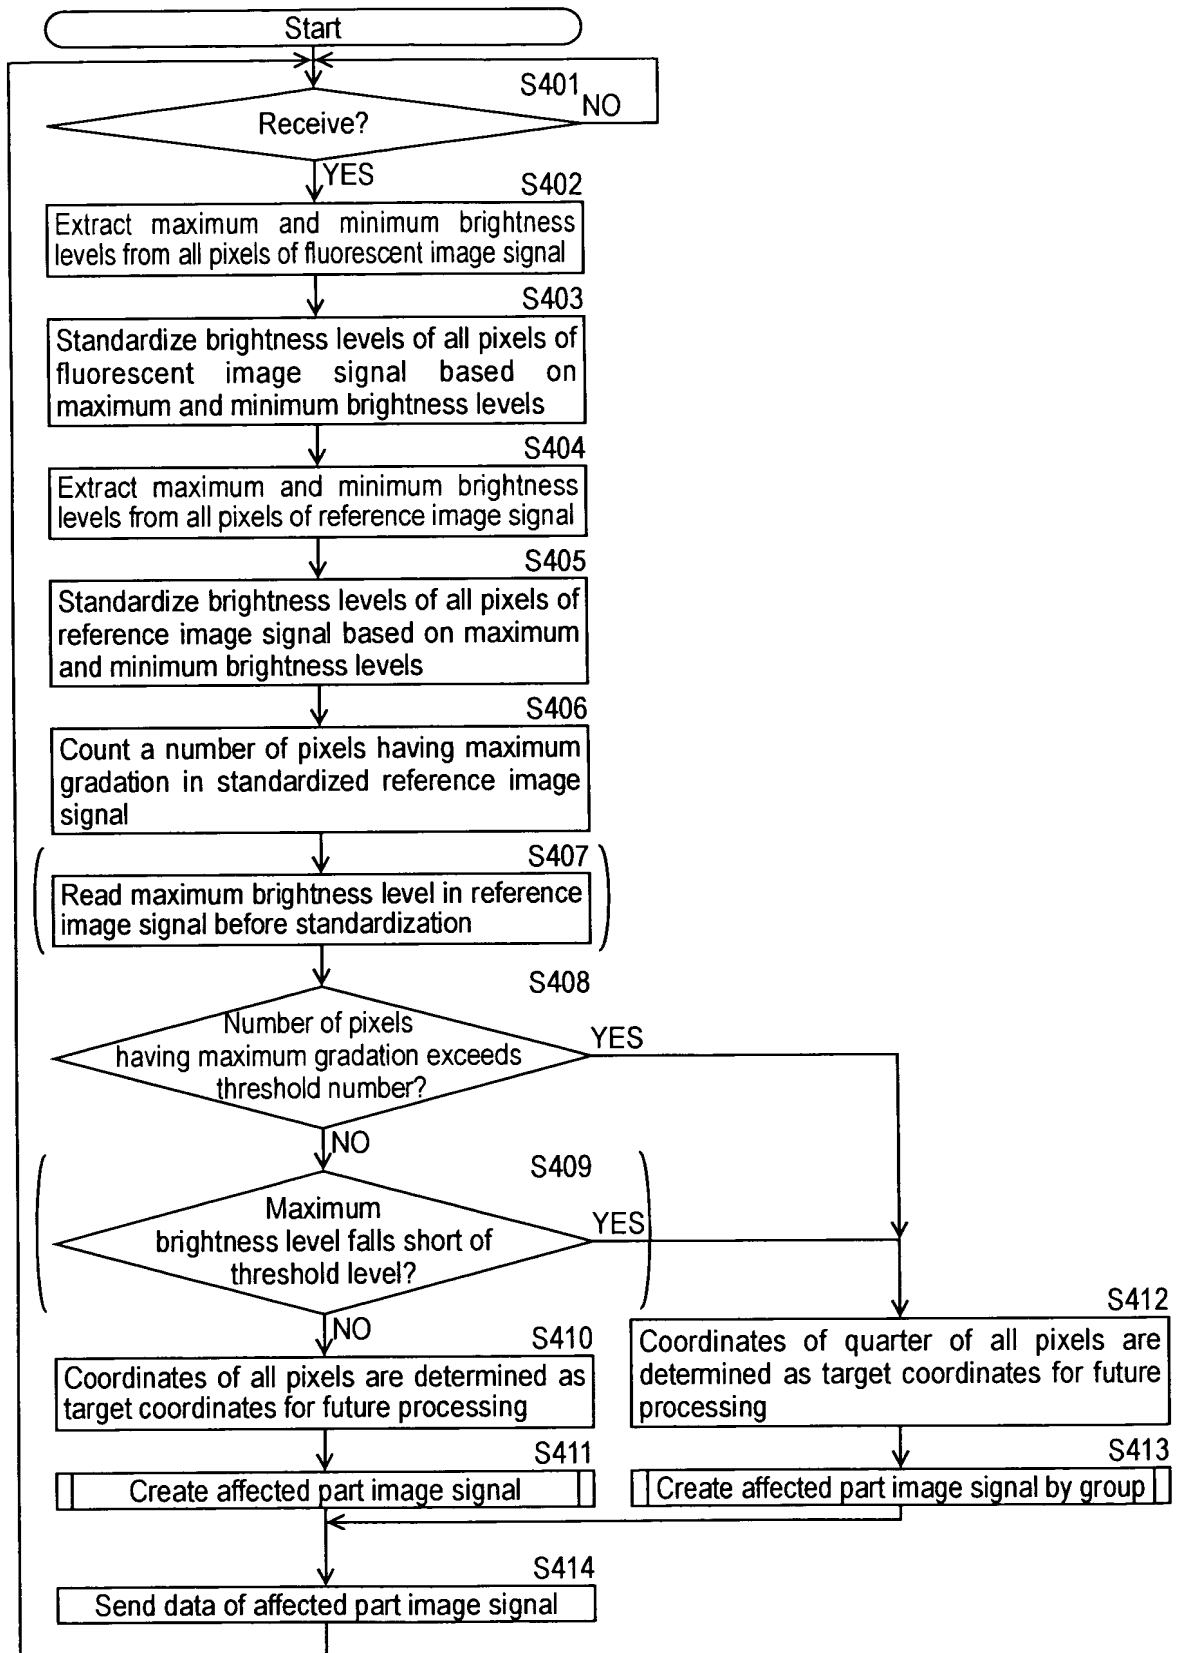 Start
S401
NO
Receive?
YES
S402
Extract maximum and minimum brightness
levels from all pixels of fluorescent image signal
S403
Standardize brightness levels of all pixels of
fluorescent image signal based on
maximum and minimum brightness levels
S404
Extract maximum and minimum brightness
levels from all pixels of reference image signal
S405
Standardize brightness levels of all pixels of
reference image signal based on maximum
and minimum brightness levels
S406
Count a number of pixels having maximum
gradation in standardized reference image
signal
S407
Read maximum brightness level in reference
image signal before standardization
S408
Number of pixels
having maximum gradation exceeds
threshold number?
YES
NO
S409
Maximum
brightness level falls short of
threshold level?
YES
NO
S410
Coordinates of all pixels are determined as
target coordinates for future processing
S411
Create affected part image signal
S412
Coordinates of quarter of all pixels are
determined as target coordinates for future
processing
S413
Create affected part image signal by group
S414
Send data of affected part image signal